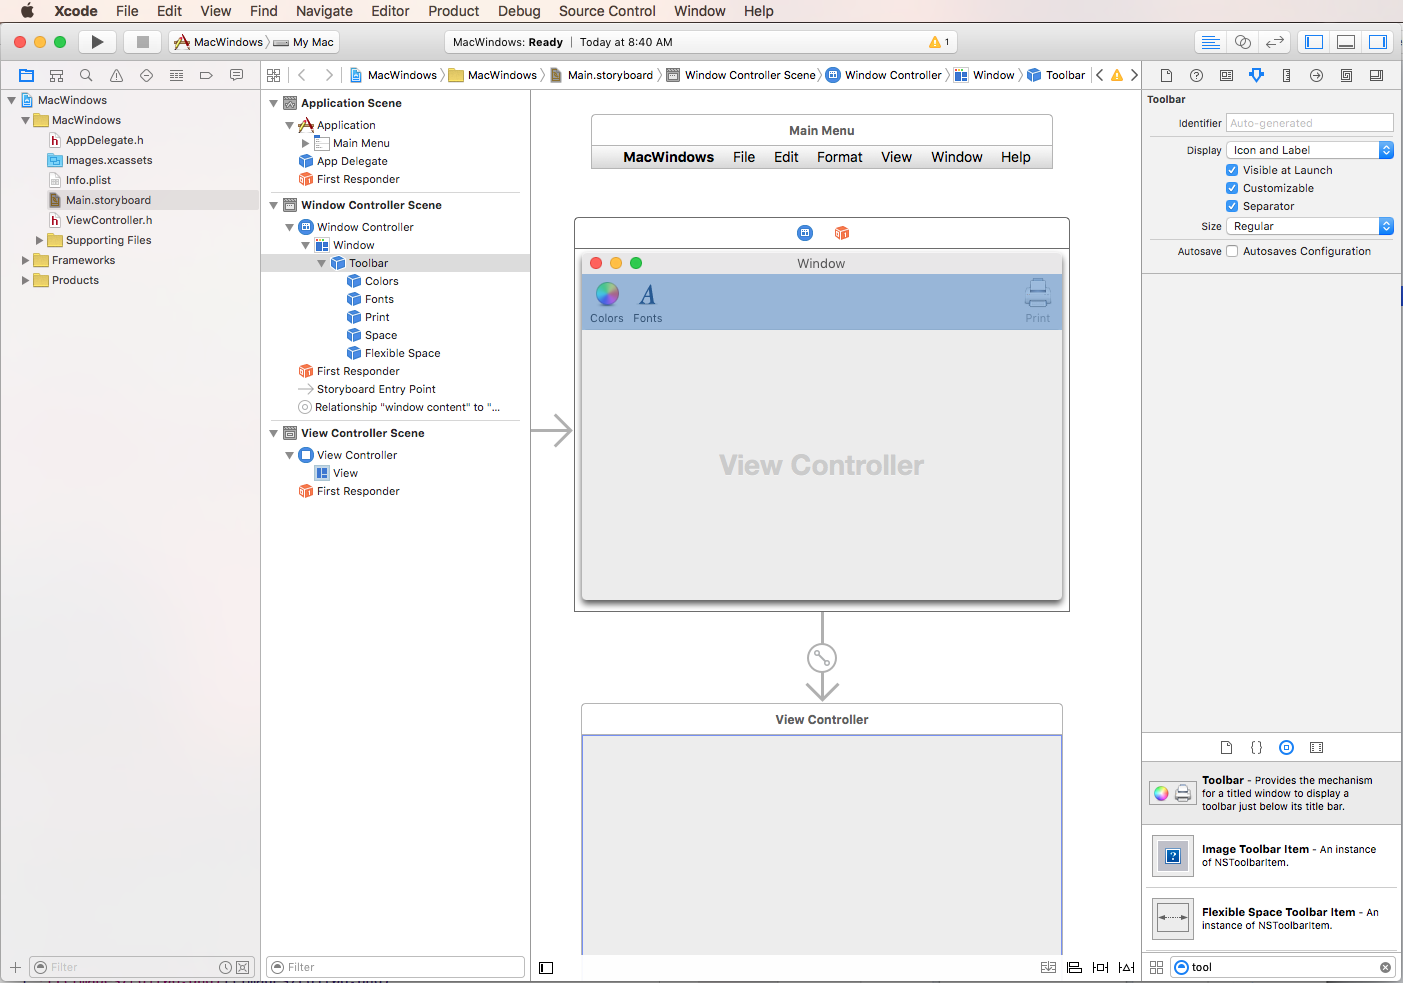 Xcode File Edit View Find Navigate Editor Product Debug Source Control Window Help
MacWindows My Mac
MacWindows: Ready | Today at 8:40 AM
1
MacWindows MacWindows Main.storyboard Window Controller Scene Window Controller Window Toolbar
MacWindows
MacWindows
AppDelegate.h
Images.xcassets
Info.plist
Main.storyboard
ViewController.h
Supporting Files
Frameworks
Products
Filter
Application Scene
Application
Main Menu
App Delegate
First Responder
Window Controller Scene
Window Controller
Window
Toolbar
Colors
Fonts
Print
Space
Flexible Space
First Responder
Storyboard Entry Point
Relationship "window content" to "...
View Controller Scene
View Controller
View
First Responder
Filter
Main Menu
MacWindows File Edit Format View Window Help
Window
Colors Fonts Print
View Controller
View Controller
Toolbar
Identifier Auto-generated
Display Icon and Label
Visible at Launch
Customizable
Separator
Size Regular
Autosave Autosaves Configuration
Toolbar - Provides the mechanism
for a titled window to display a
toolbar just below its title bar.
Image Toolbar Item - An instance
of NSToolbarItem.
Flexible Space Toolbar Item - An
instance of NSToolbarItem.
tool